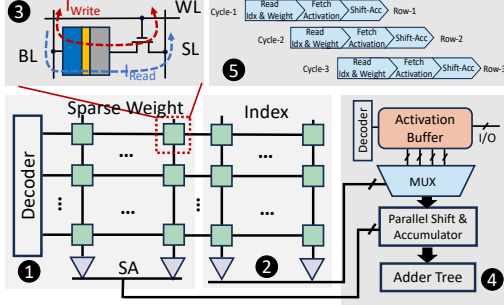 3
I Write
WL
BL
SL
I Read
Cycle-1
Read
Idx & Weight
Fetch
Activation
Shift-Acc
Row-1
Cycle-2
Read
Idx & Weight
Fetch
Activation
Shift-Acc
Row-2
5
Cycle-3
Read
Idx & Weight
Fetch
Activation
Shift-Acc
Row-3
Sparse Weight
Index
Decoder
...
...
...
...
...
...
...
1
SA
2
Decoder
Activation
Buffer
I/O
MUX
Parallel Shift &
Accumulator
Adder Tree
4